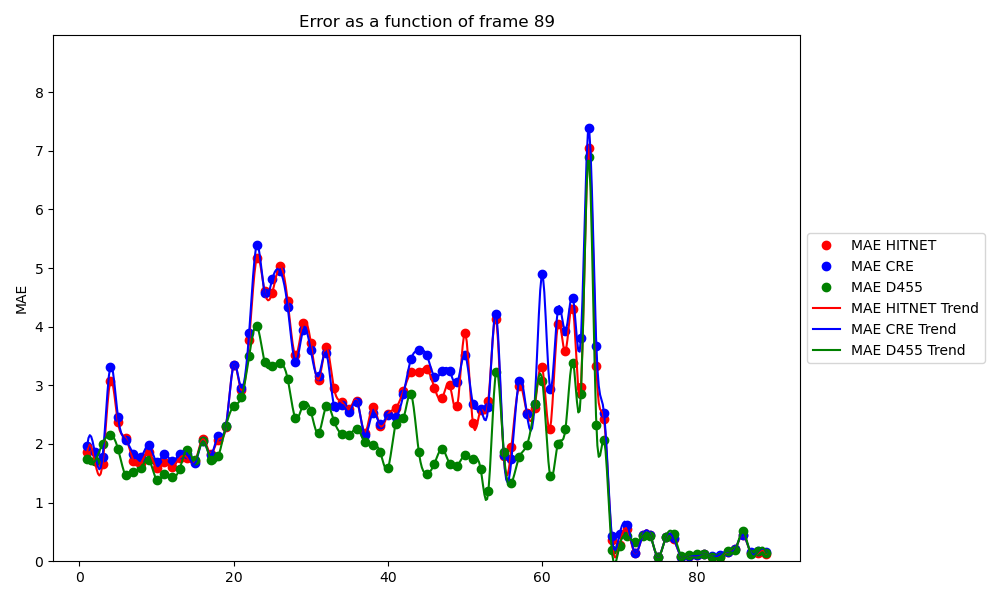 Error as a function of frame 89
MAE
8
7
6
5
4
3
2
1
0
0 20 40 60 80
MAE HITNET
MAE CRE
MAE D455
MAE HITNET Trend
MAE CRE Trend
MAE D455 Trend